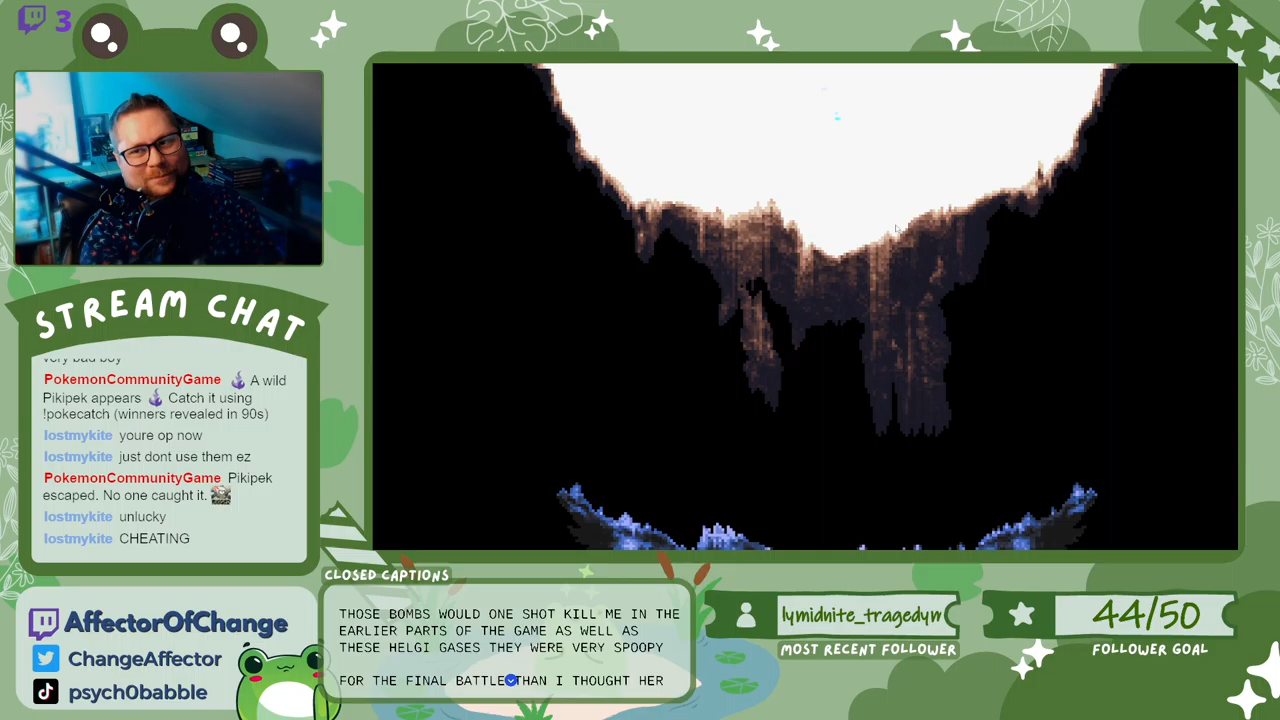 3
STREAM CHAT
very bad boy
PokemonCommunityGame A wild
Pikipek appears Catch it using
!pokecatch (winners revealed in 90s)
lostmykite youre op now
lostmykite just dont use them ez
PokemonCommunityGame Pikipek
escaped. No one caught it.
lostmykite unlucky
lostmykite CHEATING
AffectorOfChange
ChangeAffector
psych0babble
CLOSED CAPTIONS
THOSE BOMBS WOULD ONE SHOT KILL ME IN THE
EARLIER PARTS OF THE GAME AS WELL AS
THESE HELGI GASES THEY WERE VERY SPOOPY
FOR THE FINAL BATTLE THAN I THOUGHT HER
lymidnite_tragedyn
MOST RECENT FOLLOWER
44/50
FOLLOWER GOAL